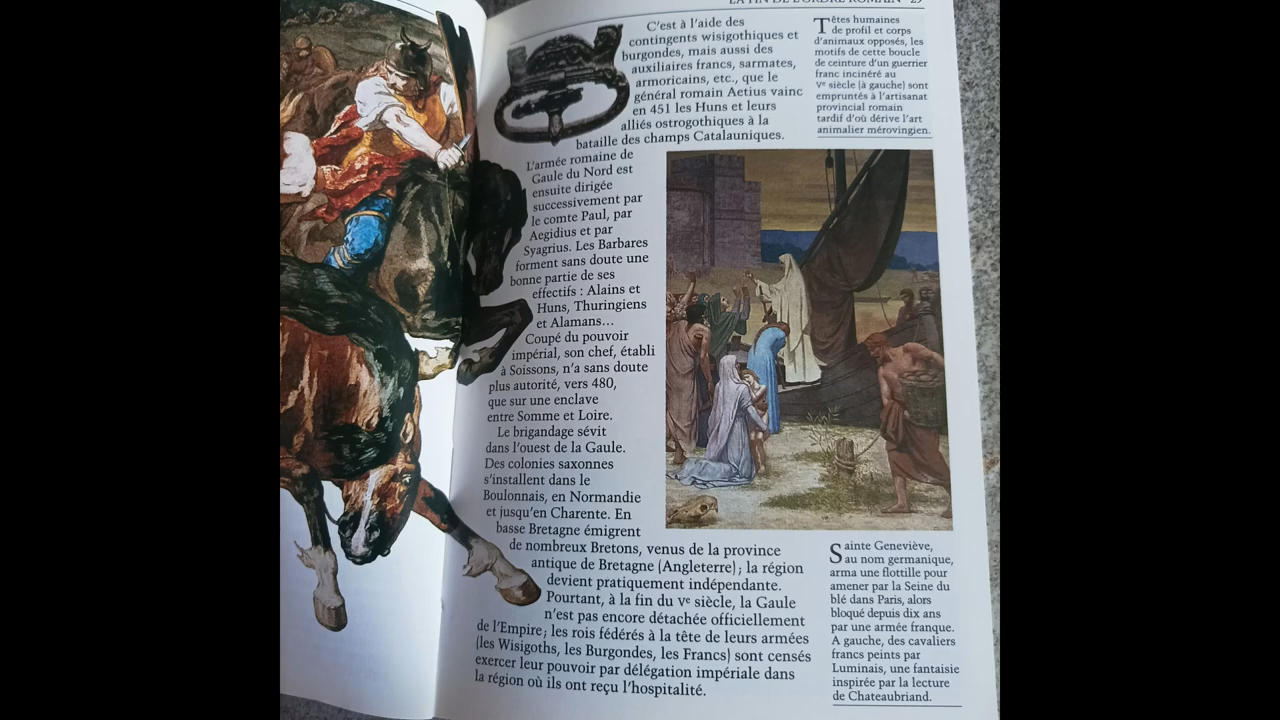 LA FIN DE L'ORDRE ROMAIN 29
C'est à l'aide des
contingents wisigothiques et
burgondes, mais aussi des
auxiliaires francs, sarmates,
armoricains, etc., que le
général romain Aetius vainc
en 451 les Huns et leurs
alliés ostrogothiques à la
bataille des champs Catalauniques.
L'armée romaine de
Gaule du Nord est
ensuite dirigée
successivement par
le comte Paul, par
Aegidius et par
Syagrius. Les Barbares
forment sans doute une
bonne partie de ses
effectifs : Alains et
Huns, Thuringiens
et Alamans...
Coupé du pouvoir
impérial, son chef, établi
à Soissons, n'a sans doute
plus autorité, vers 480,
que sur une enclave
entre Somme et Loire.
Le brigandage sévit
dans l'ouest de la Gaule.
Des colonies saxonnes
s'installent dans le
Boulonnais, en Normandie
et jusqu'en Charente. En
basse Bretagne émigrent
de nombreux Bretons, venus de la province
antique de Bretagne (Angleterre) ; la région
devient pratiquement indépendante.
Pourtant, à la fin du Ve siècle, la Gaule
n'est pas encore détachée officiellement
de l'Empire ; les rois fédérés à la tête de leurs armées
(les Wisigoths, les Burgondes, les Francs) sont censés
exercer leur pouvoir par délégation impériale dans
la région où ils ont reçu l'hospitalité.
Têtes humaines
de profil et corps
d'animaux opposés, les
motifs de cette boucle
de ceinture d'un guerrier
franc incinéré au
Ve siècle (à gauche) sont
empruntés à l'artisanat
provincial romain
tardif d'où dérive l'art
animalier mérovingien.
Sainte Geneviève,
au nom germanique,
arma une flottille pour
amener par la Seine du
blé dans Paris, alors
bloqué depuis dix ans
par une armée franque.
A gauche, des cavaliers
francs peints par
Luminais, une fantaisie
inspirée par la lecture
de Chateaubriand.